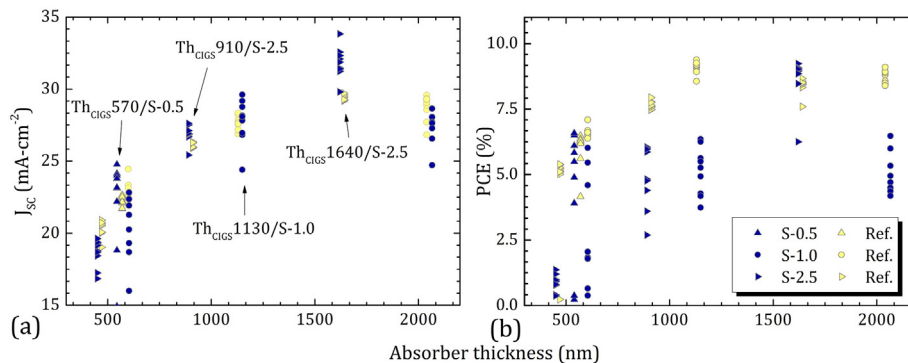 35
30
25
20
15
J_SC (mA-cm⁻²)
Th_CIGS910/S-2.5
Th_CIGS570/S-0.5
Th_CIGS1640/S-2.5
Th_CIGS1130/S-1.0
500 1000 1500 2000
(a)
10.0
7.5
5.0
2.5
0.0
PCE (%)
S-0.5 Ref.
S-1.0 Ref.
S-2.5 Ref.
500 1000 1500 2000
(b)
Absorber thickness (nm)